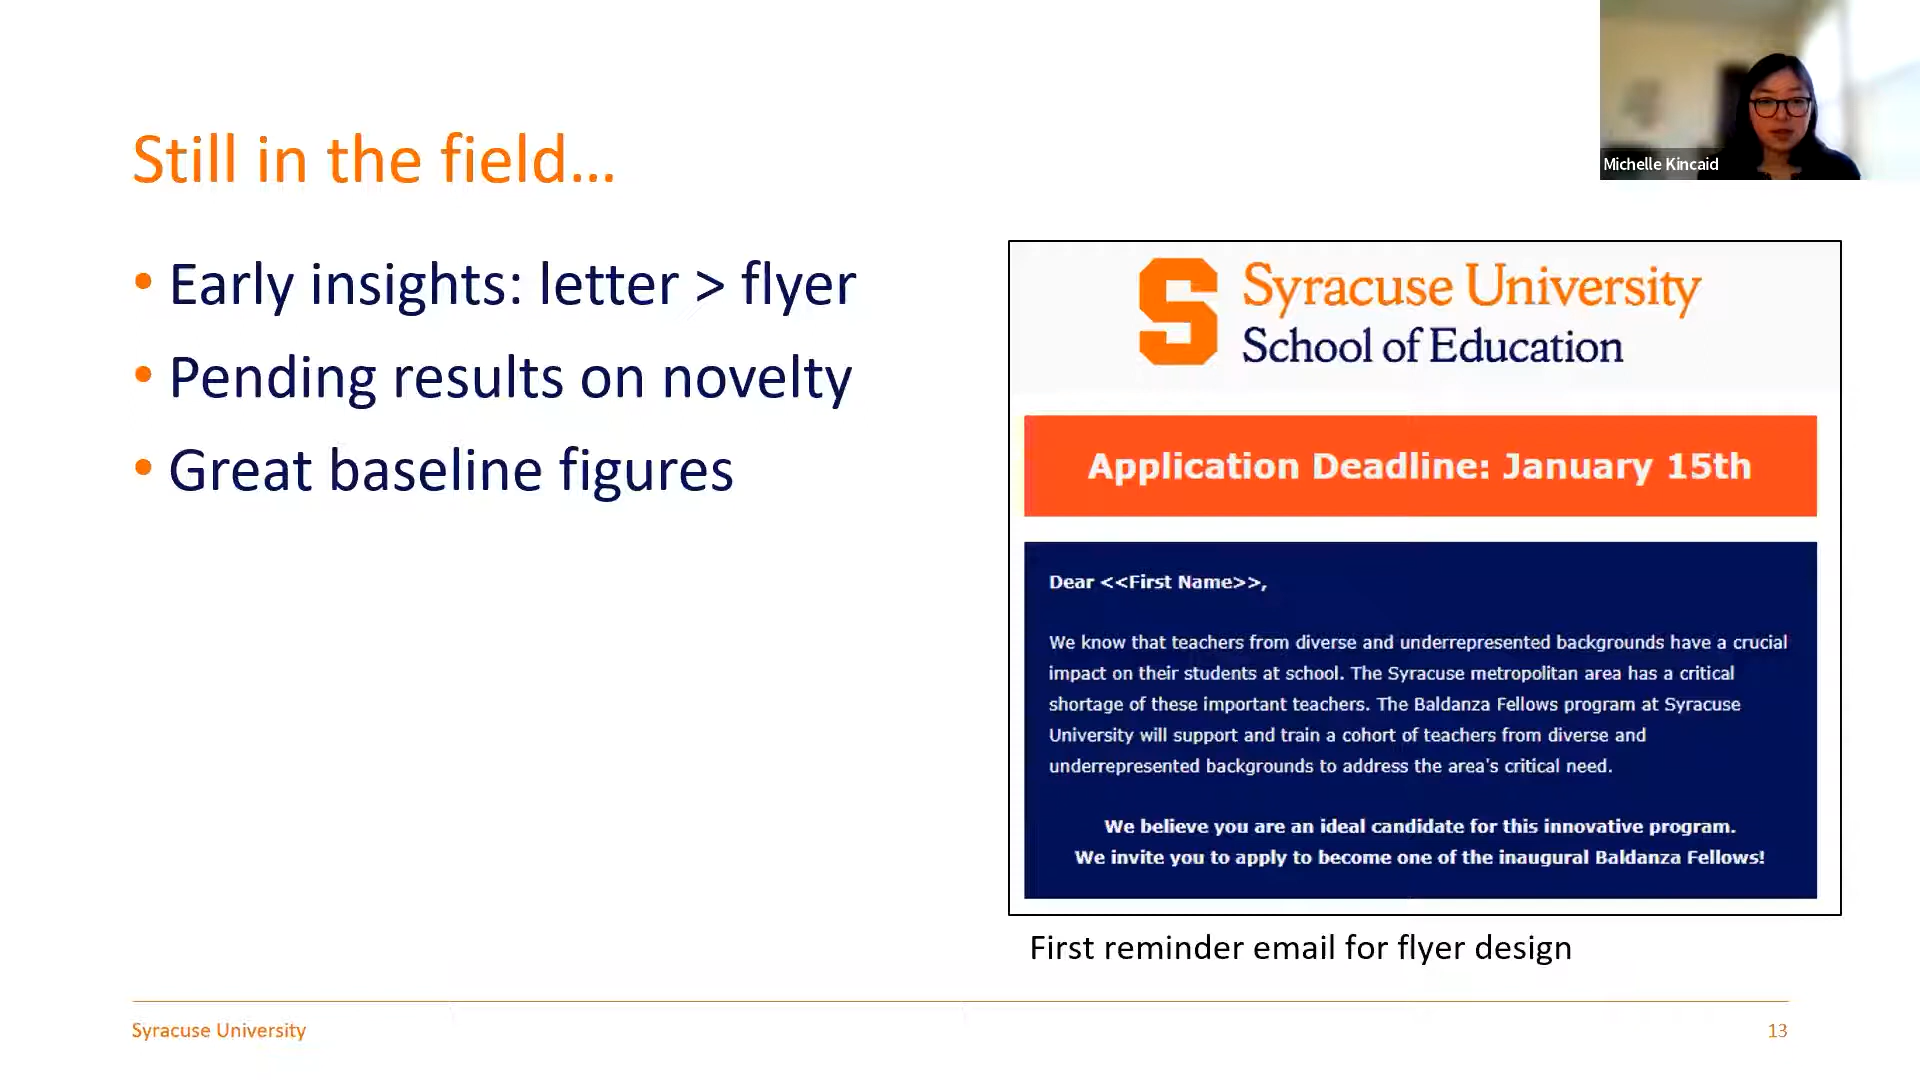 Michelle Kincaid
Still in the field...
• Early insights: letter > flyer
• Pending results on novelty
• Great baseline figures
S Syracuse University
School of Education
Application Deadline: January 15th
Dear <<First Name>>,
We know that teachers from diverse and underrepresented backgrounds have a crucial
impact on their students at school. The Syracuse metropolitan area has a critical
shortage of these important teachers. The Baldanza Fellows program at Syracuse
University will support and train a cohort of teachers from diverse and
underrepresented backgrounds to address the area's critical need.
We believe you are an ideal candidate for this innovative program.
We invite you to apply to become one of the inaugural Baldanza Fellows!
First reminder email for flyer design
Syracuse University
13